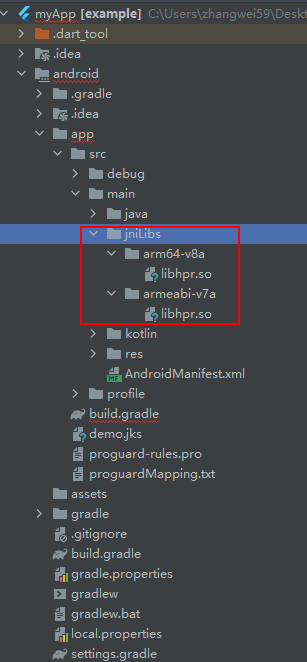 myApp [example] C:\Users\zhangwei59\Deskt
.dart_tool
.idea
android
.gradle
.idea
app
src
debug
main
java
jniLibs
arm64-v8a
libhpr.so
armeabi-v7a
libhpr.so
kotlin
res
AndroidManifest.xml
profile
build.gradle
demo.jks
proguard-rules.pro
proguardMapping.txt
assets
gradle
.gitignore
build.gradle
gradle.properties
gradlew
gradlew.bat
local.properties
settings.gradle